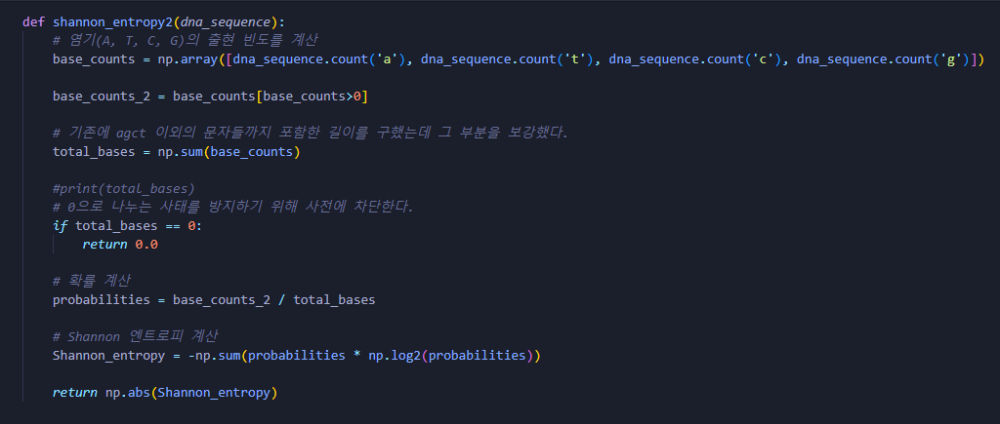 def shannon_entropy2(dna_sequence):
# 염기(A, T, C, G)의 출현 빈도를 계산
base_counts = np.array([dna_sequence.count('a'), dna_sequence.count('t'), dna_sequence.count('c'), dna_sequence.count('g')])
base_counts_2 = base_counts[base_counts>0]
# 기존에 agct 이외의 문자들까지 포함한 길이를 구했는데 그 부분을 보강했다.
total_bases = np.sum(base_counts)
#print(total_bases)
# 0으로 나누는 사태를 방지하기 위해 사전에 차단한다.
if total_bases == 0:
return 0.0
# 확률 계산
probabilities = base_counts_2 / total_bases
# Shannon 엔트로피 계산
Shannon_entropy = -np.sum(probabilities * np.log2(probabilities))
return np.abs(Shannon_entropy)